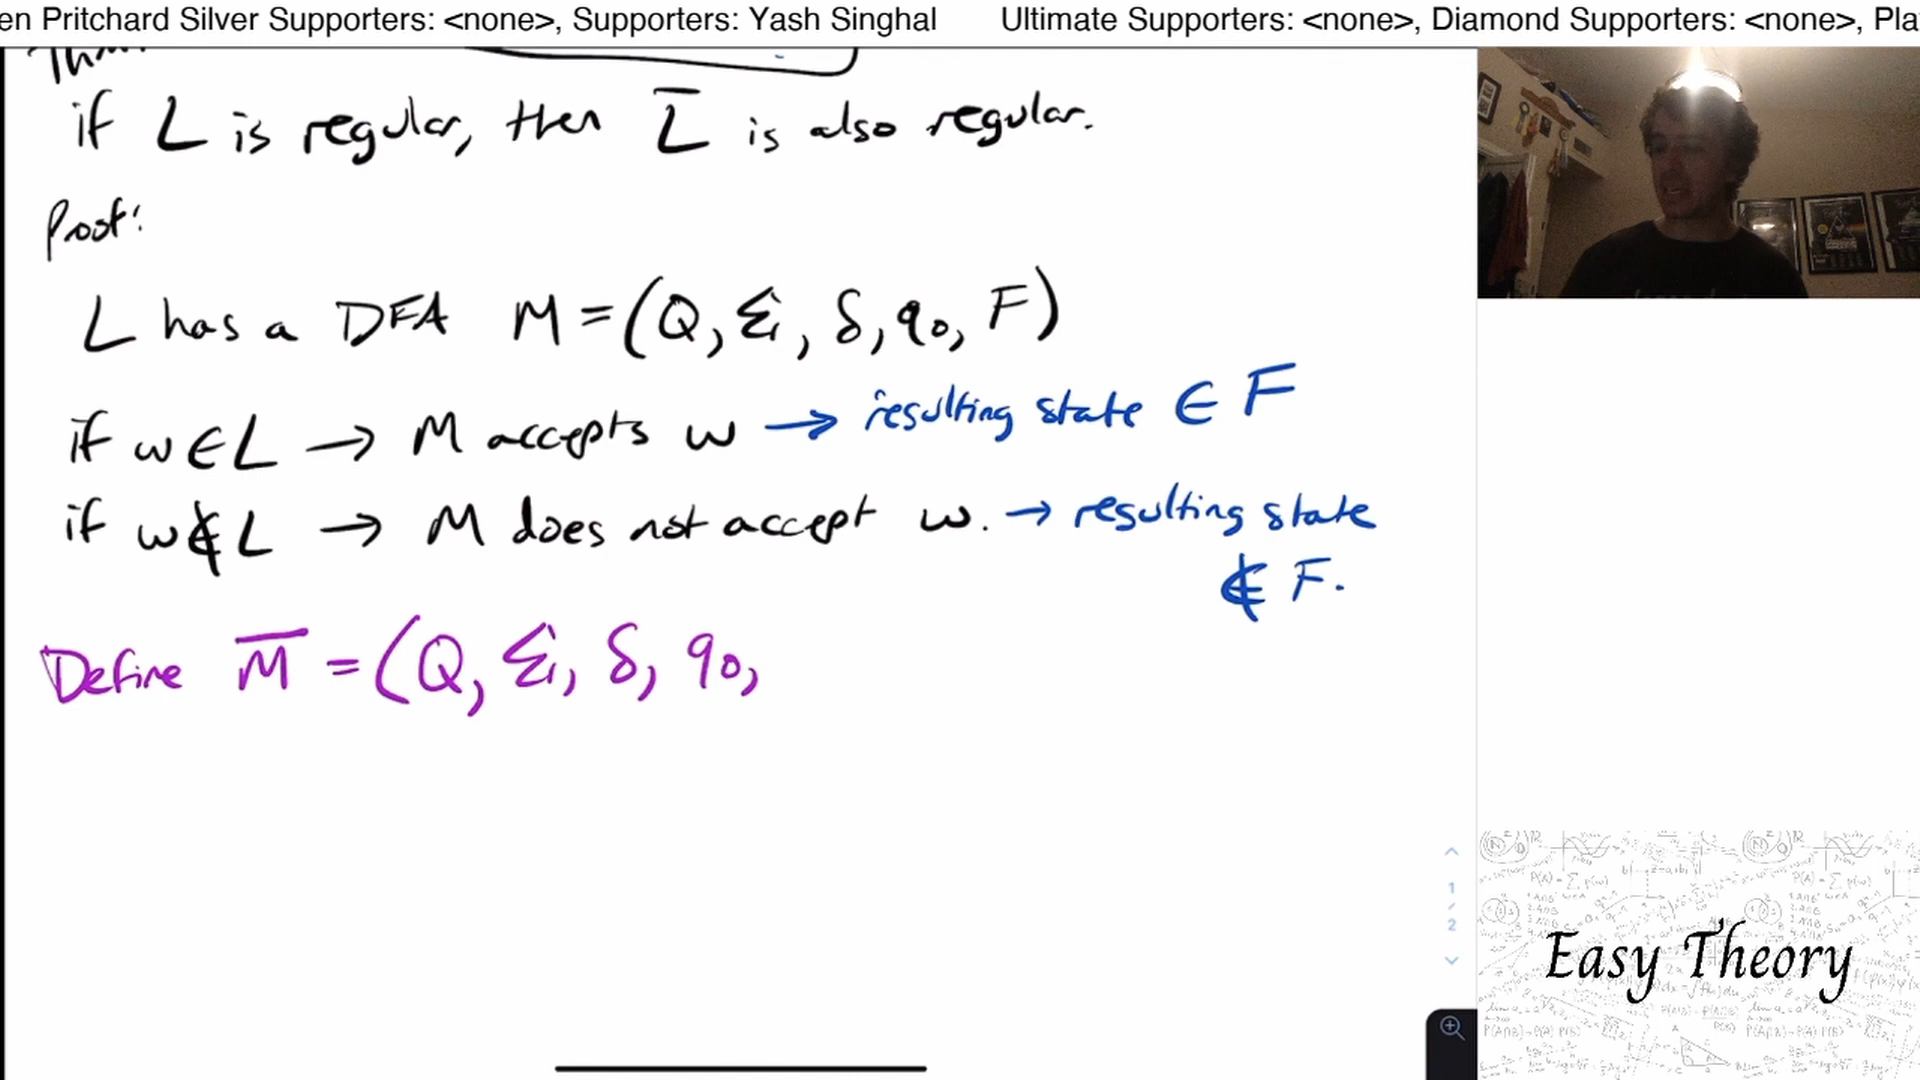 en Pritchard Silver Supporters: <none>, Supporters: Yash Singhal Ultimate Supporters: <none>, Diamond Supporters: <none>, Pla
Thm
if L is regular, then L̅ is also regular.
Proof:
L has a DFA M = (Q, Σ, δ, q₀, F)
if w ∈ L → M accepts w → resulting state ∈ F
if w ∉ L → M does not accept w. → resulting state
∉ F.
Define M̅ = (Q, Σ, δ, q₀,
1
2
Easy Theory